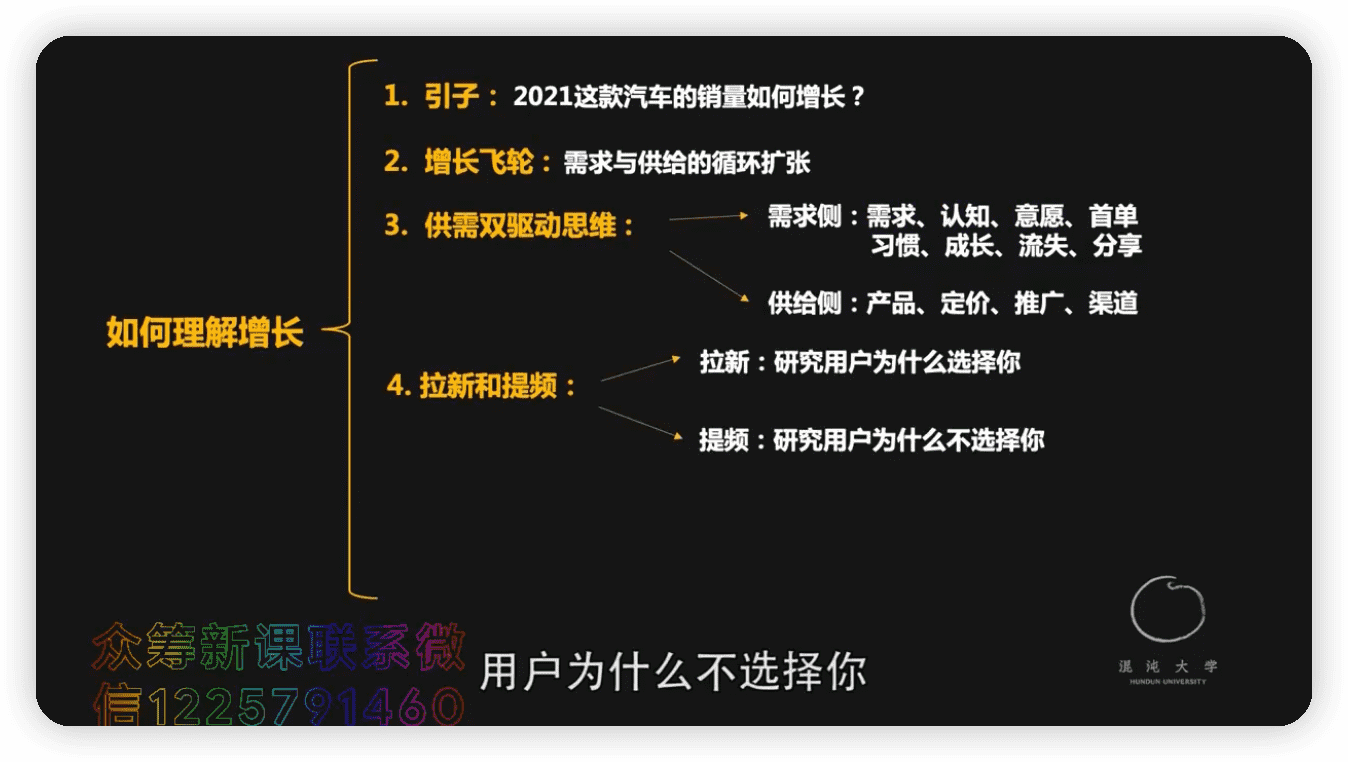 如何理解增长
1. 引子： 2021这款汽车的销量如何增长？
2. 增长飞轮：需求与供给的循环扩张
3. 供需双驱动思维：
需求侧：需求、认知、意愿、首单
习惯、成长、流失、分享
供给侧：产品、定价、推广、渠道
4. 拉新和提频：
拉新：研究用户为什么选择你
提频：研究用户为什么不选择你
众筹新课联系微
信1225791460
用户为什么不选择你
混沌大学
HUNDUN UNIVERSITY